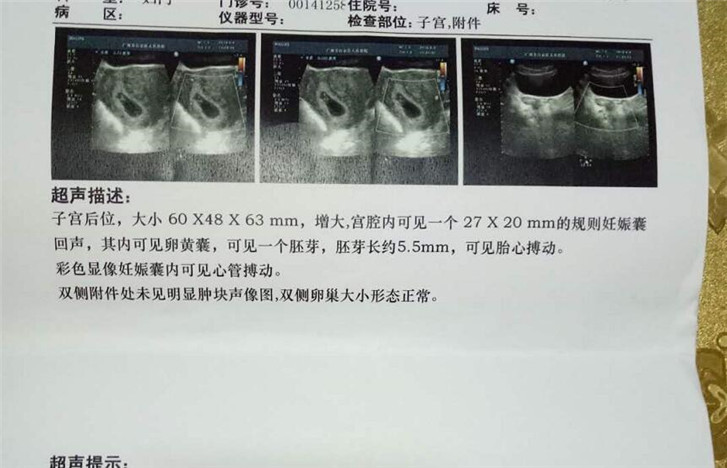 门诊号： 00141258 住院号： 床 号：
病 区： 仪器型号： 检查部位：子宫,附件
超声描述：
子宫后位，大小 60 X48 X 63 mm，增大,宫腔内可见一个 27 X 20 mm的规则妊娠囊
回声，其内可见卵黄囊，可见一个胚芽，胚芽长约5.5mm，可见胎心搏动。
彩色显像妊娠囊内可见心管搏动。
双侧附件处未见明显肿块声像图,双侧卵巢大小形态正常。
超声提示：